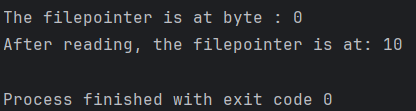 The filepointer is at byte : 0
After reading, the filepointer is at: 10
Process finished with exit code 0